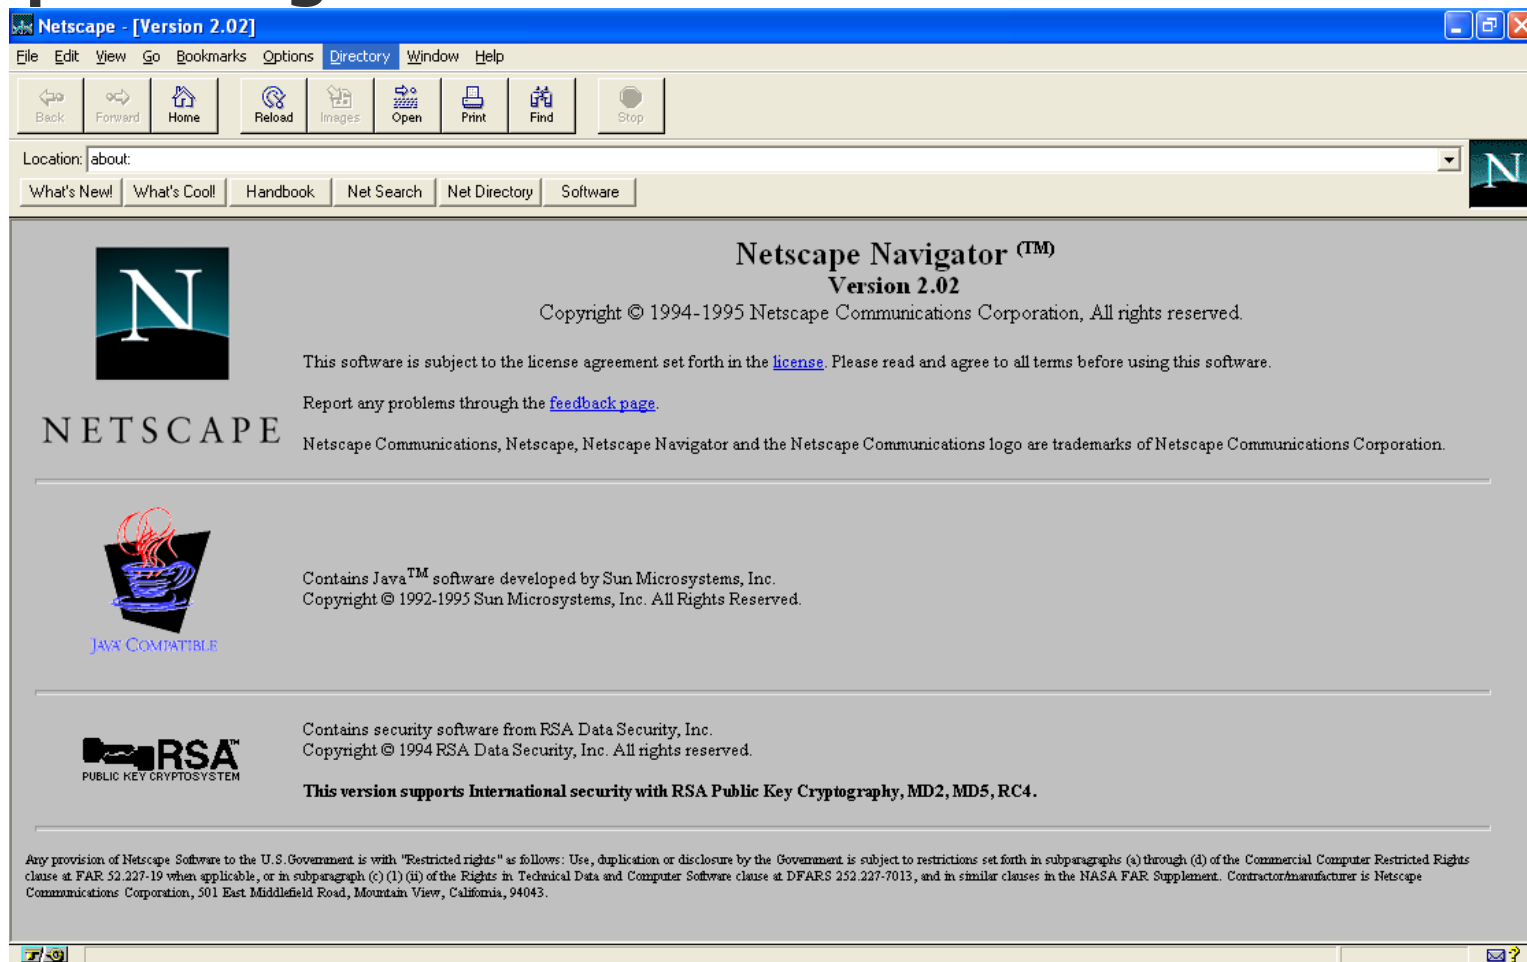 Netscape - [Version 2.02]
File Edit View Go Bookmarks Options Directory Window Help
Back Forward Home Reload Images Open Print Find Stop
Location: about:
N
What's New! What's Cool! Handbook Net Search Net Directory Software
N
NETSCAPE
Netscape Navigator (TM)
Version 2.02
Copyright © 1994-1995 Netscape Communications Corporation, All rights reserved.
This software is subject to the license agreement set forth in the license. Please read and agree to all terms before using this software.
Report any problems through the feedback page.
Netscape Communications, Netscape, Netscape Navigator and the Netscape Communications logo are trademarks of Netscape Communications Corporation.
JAVA COMPATIBLE
Contains Java™ software developed by Sun Microsystems, Inc.
Copyright © 1992-1995 Sun Microsystems, Inc. All Rights Reserved.
RSA™
PUBLIC KEY CRYPTOSYSTEM
Contains security software from RSA Data Security, Inc.
Copyright © 1994 RSA Data Security, Inc. All rights reserved.
This version supports International security with RSA Public Key Cryptography, MD2, MD5, RC4.
Any provision of Netscape Software to the U.S.Government is with "Restricted rights" as follows: Use, duplication or disclosure by the Government is subject to restrictions set forth in subparagraphs (a) through (d) of the Commercial Computer Restricted Rights
clause at FAR 52.227-19 when applicable, or in subparagraph (c) (1) (ii) of the Rights in Technical Data and Computer Software clause at DFARS 252.227-7013, and in similar clauses in the NASA FAR Supplement. Contractor/manufacturer is Netscape
Communications Corporation, 501 East Middlefield Road, Mountain View, California, 94043.